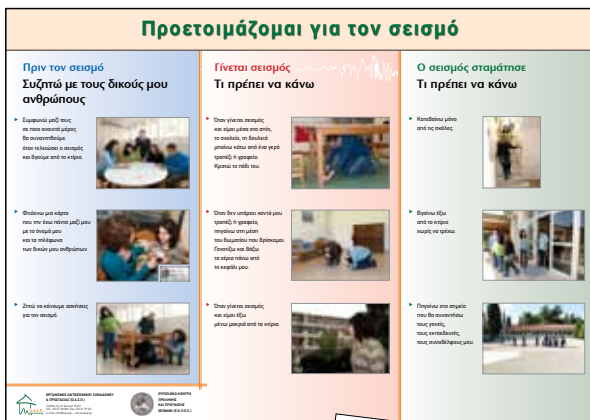 Προετοιμάζομαι για τον σεισμό
Πριν τον σεισμό
Συζητώ με τους δικούς μου
ανθρώπους
Συμφωνώ μαζί τους
σε ποιο ανοιχτό μέρος
θα συναντηθούμε
όταν τελειώσει ο σεισμός
και βγούμε από το κτίριο.
Φτιάχνω μια κάρτα
που την έχω πάντα μαζί μου
με το όνομά μου
και τα τηλέφωνα
των δικών μου ανθρώπων.
Ζητώ να κάνουμε ασκήσεις
για τον σεισμό.
Γίνεται σεισμός
Τι πρέπει να κάνω
Όταν γίνεται σεισμός
και είμαι μέσα στο σπίτι,
το σχολείο, τη δουλειά
μπαίνω κάτω από ένα γερό
τραπέζι ή γραφείο.
Κρατώ το πόδι του.
Όταν δεν υπάρχει κοντά μου
τραπέζι ή γραφείο,
πηγαίνω στη μέση
του δωματίου που βρίσκομαι.
Γονατίζω και βάζω
τα χέρια πάνω από
το κεφάλι μου.
Όταν γίνεται σεισμός
και είμαι έξω
μένω μακριά από τα κτίρια.
Ο σεισμός σταμάτησε
Τι πρέπει να κάνω
Κατεβαίνω μόνο
από τις σκάλες.
Βγαίνω έξω
από το κτίριο
χωρίς να τρέχω.
Πηγαίνω στο σημείο
που θα συναντήσω
τους γονείς,
τους εκπαιδευτές,
τους συναδέλφους μου.
ΟΡΓΑΝΙΣΜΟΣ ΑΝΤΙΣΕΙΣΜΙΚΟΥ ΣΧΕΔΙΑΣΜΟΥ
& ΠΡΟΣΤΑΣΙΑΣ (Ο.Α.Σ.Π.)
ΕΥΡΩΠΑΪΚΟ ΚΕΝΤΡΟ
ΠΡΟΛΗΨΗΣ
ΚΑΙ ΠΡΟΓΝΩΣΗΣ
ΣΕΙΣΜΩΝ (Ε.Κ.Π.Π.Σ.)